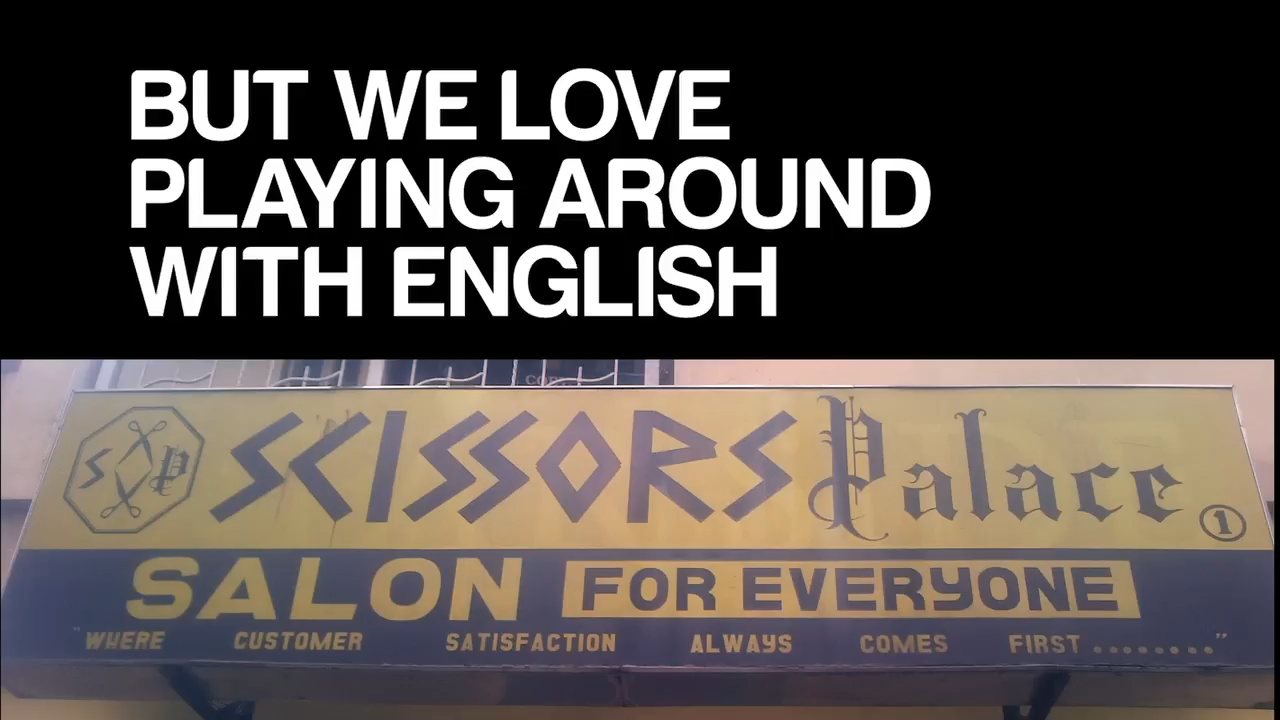 BUT WE LOVE
PLAYING AROUND
WITH ENGLISH
S P SCISSORS Palace 1
SALON FOR EVERYONE
"WHERE CUSTOMER SATISFACTION ALWAYS COMES FIRST ........."